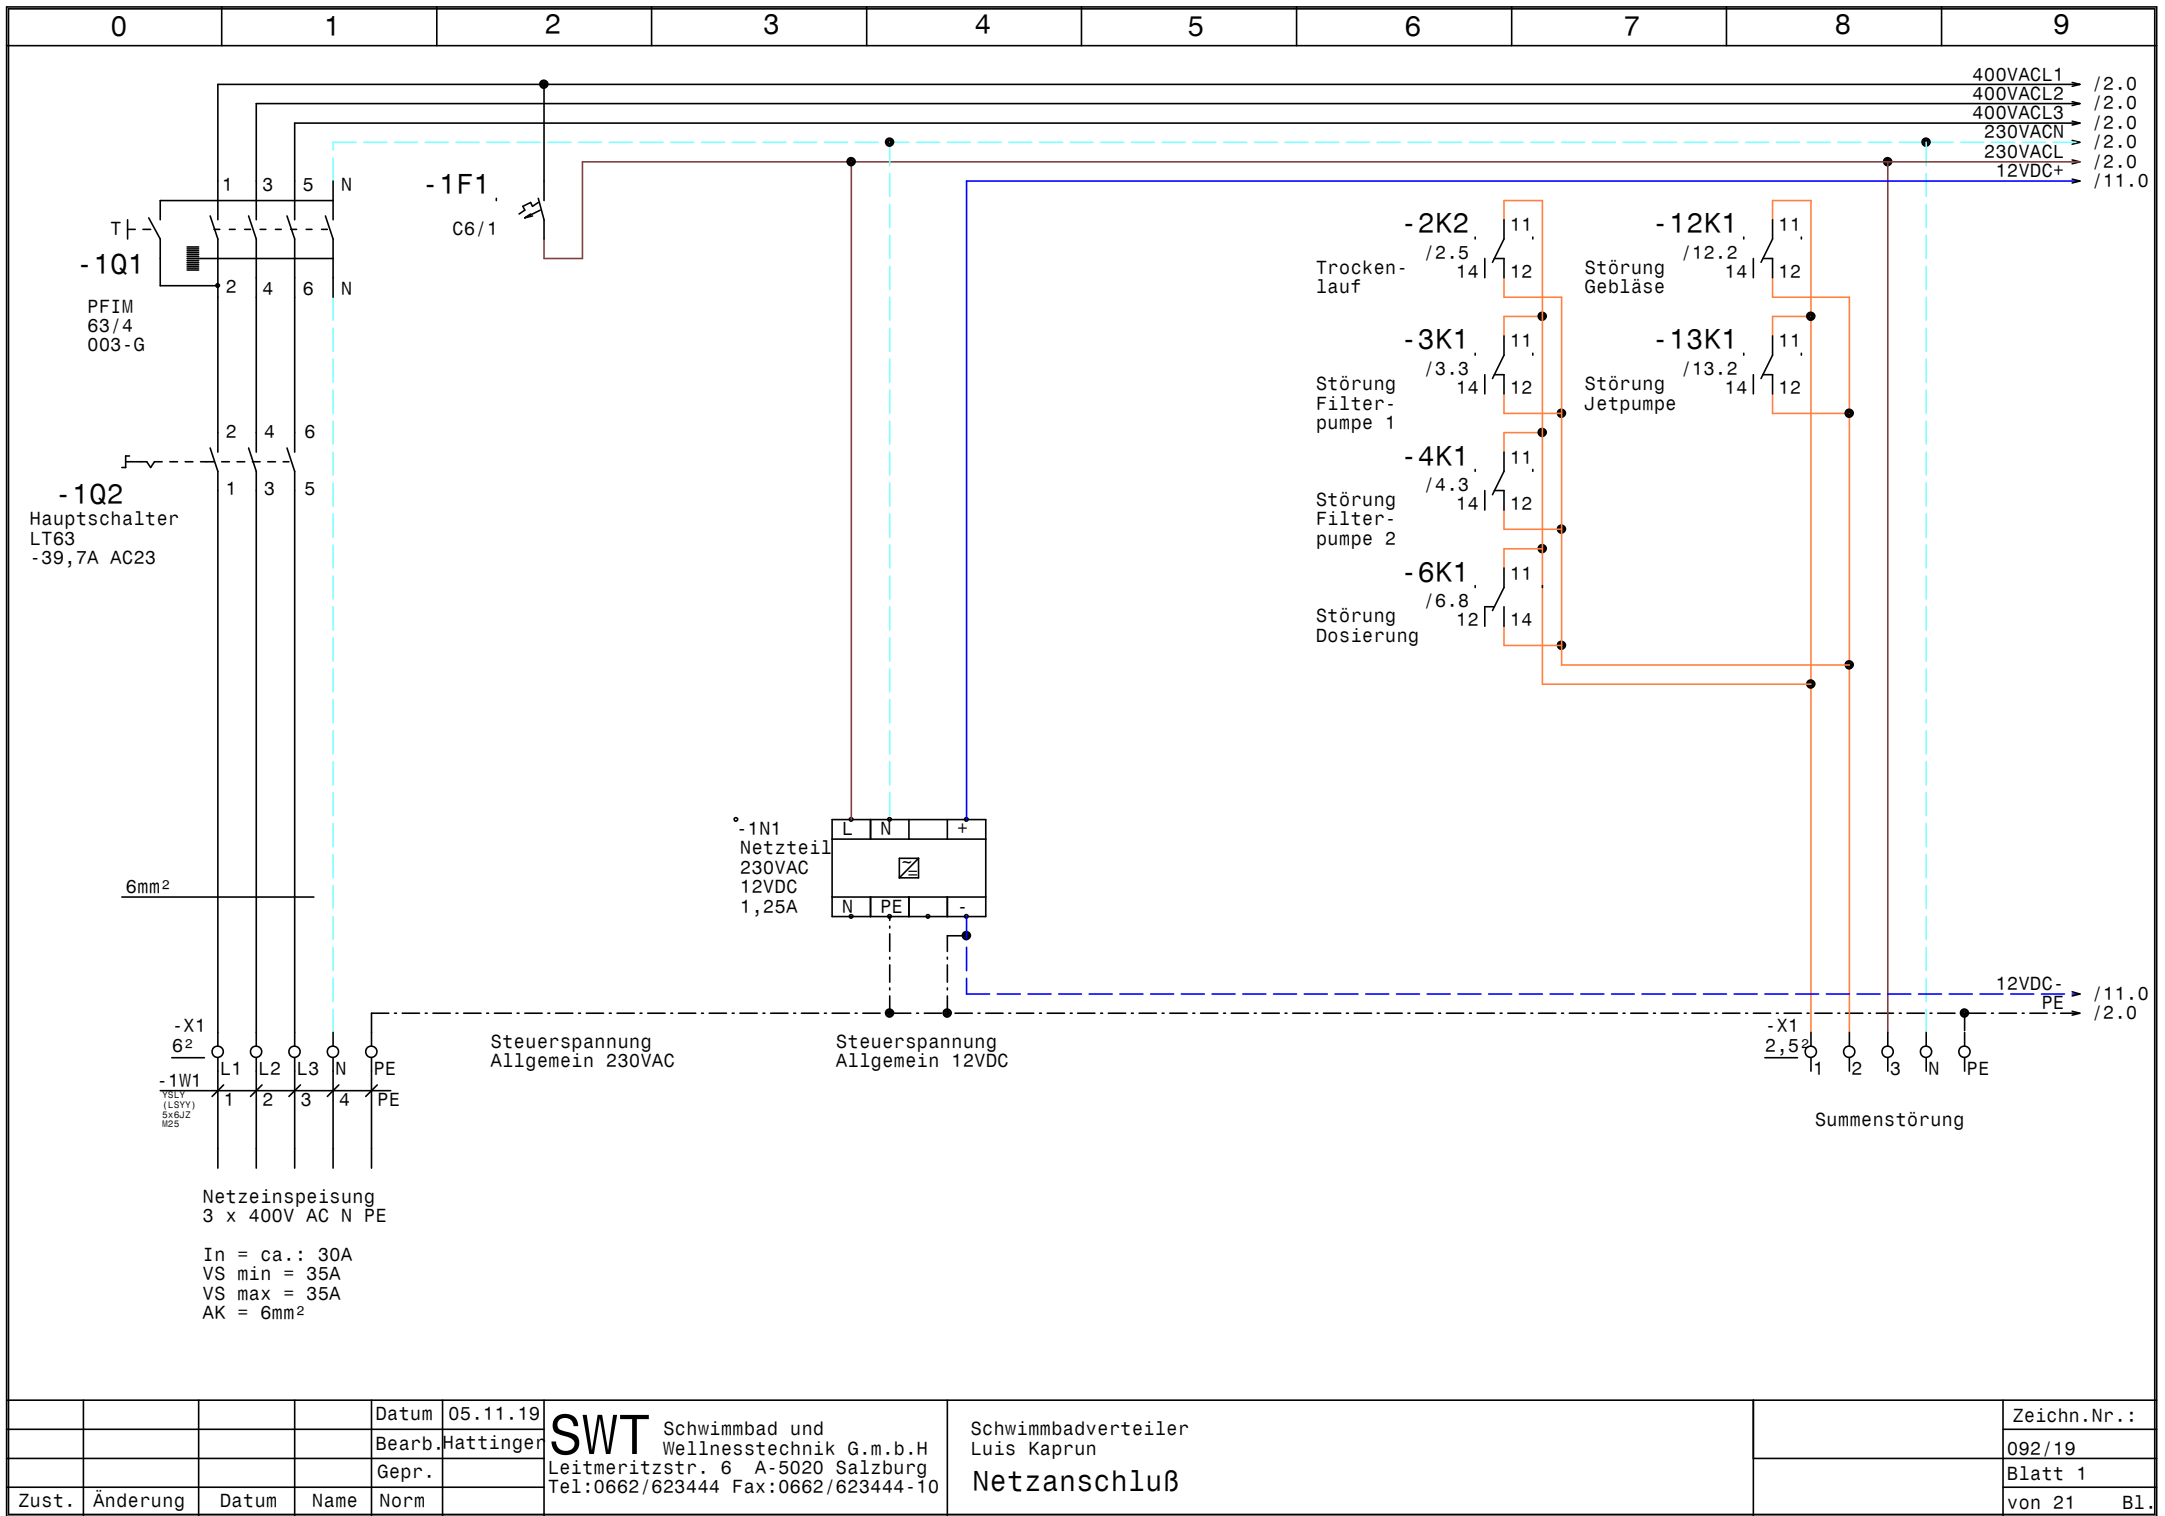 0 1 2 3 4 5 6 7 8 9
400VACL1 /2.0
400VACL2 /2.0
400VACL3 /2.0
230VACN /2.0
230VACL /2.0
12VDC+ /11.0
1 3 5 N
T
-1Q1
2 4 6 N
PFIM
63/4
003-G
-1F1
C6/1
2 4 6
1 3 5
-1Q2
Hauptschalter
LT63
-39,7A AC23
-2K2 11
/2.5
14 12
Trocken-
lauf
-3K1 11
/3.3
14 12
Störung
Filter-
pumpe 1
-4K1 11
/4.3
14 12
Störung
Filter-
pumpe 2
-6K1 11
/6.8
12 14
Störung
Dosierung
-12K1 11
/12.2
14 12
Störung
Gebläse
-13K1 11
/13.2
14 12
Störung
Jetpumpe
-1N1
Netzteil
230VAC
12VDC
1,25A
L N +
N PE -
6mm²
12VDC- /11.0
PE /2.0
-X1
6²
L1 L2 L3 N PE
-1W1
YSLY
(LSYY)
5x6JZ
M25
1 2 3 4 PE
Steuerspannung
Allgemein 230VAC
Steuerspannung
Allgemein 12VDC
-X1
2,5²
1 2 3 N PE
Summenstörung
Netzeinspeisung
3 x 400V AC N PE
In = ca.: 30A
VS min = 35A
VS max = 35A
AK = 6mm²
Datum 05.11.19
Bearb. Hattinger
Gepr.
Zust. Änderung Datum Name Norm
SWT Schwimmbad und
Wellnesstechnik G.m.b.H
Leitmeritzstr. 6 A-5020 Salzburg
Tel:0662/623444 Fax:0662/623444-10
Schwimmbadverteiler
Luis Kaprun
Netzanschluß
Zeichn.Nr.:
092/19
Blatt 1
von 21 Bl.